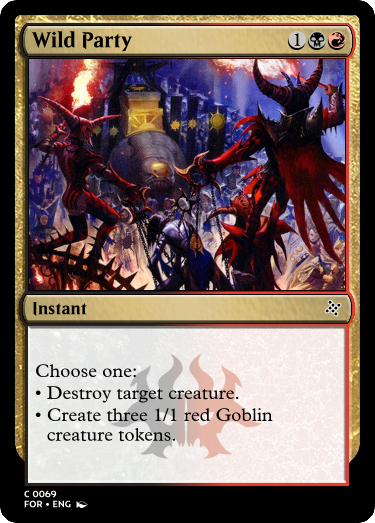 Wild Party 1
Instant
Choose one:
• Destroy target creature.
• Create three 1/1 red Goblin
creature tokens.
C 0069
FOR • ENG